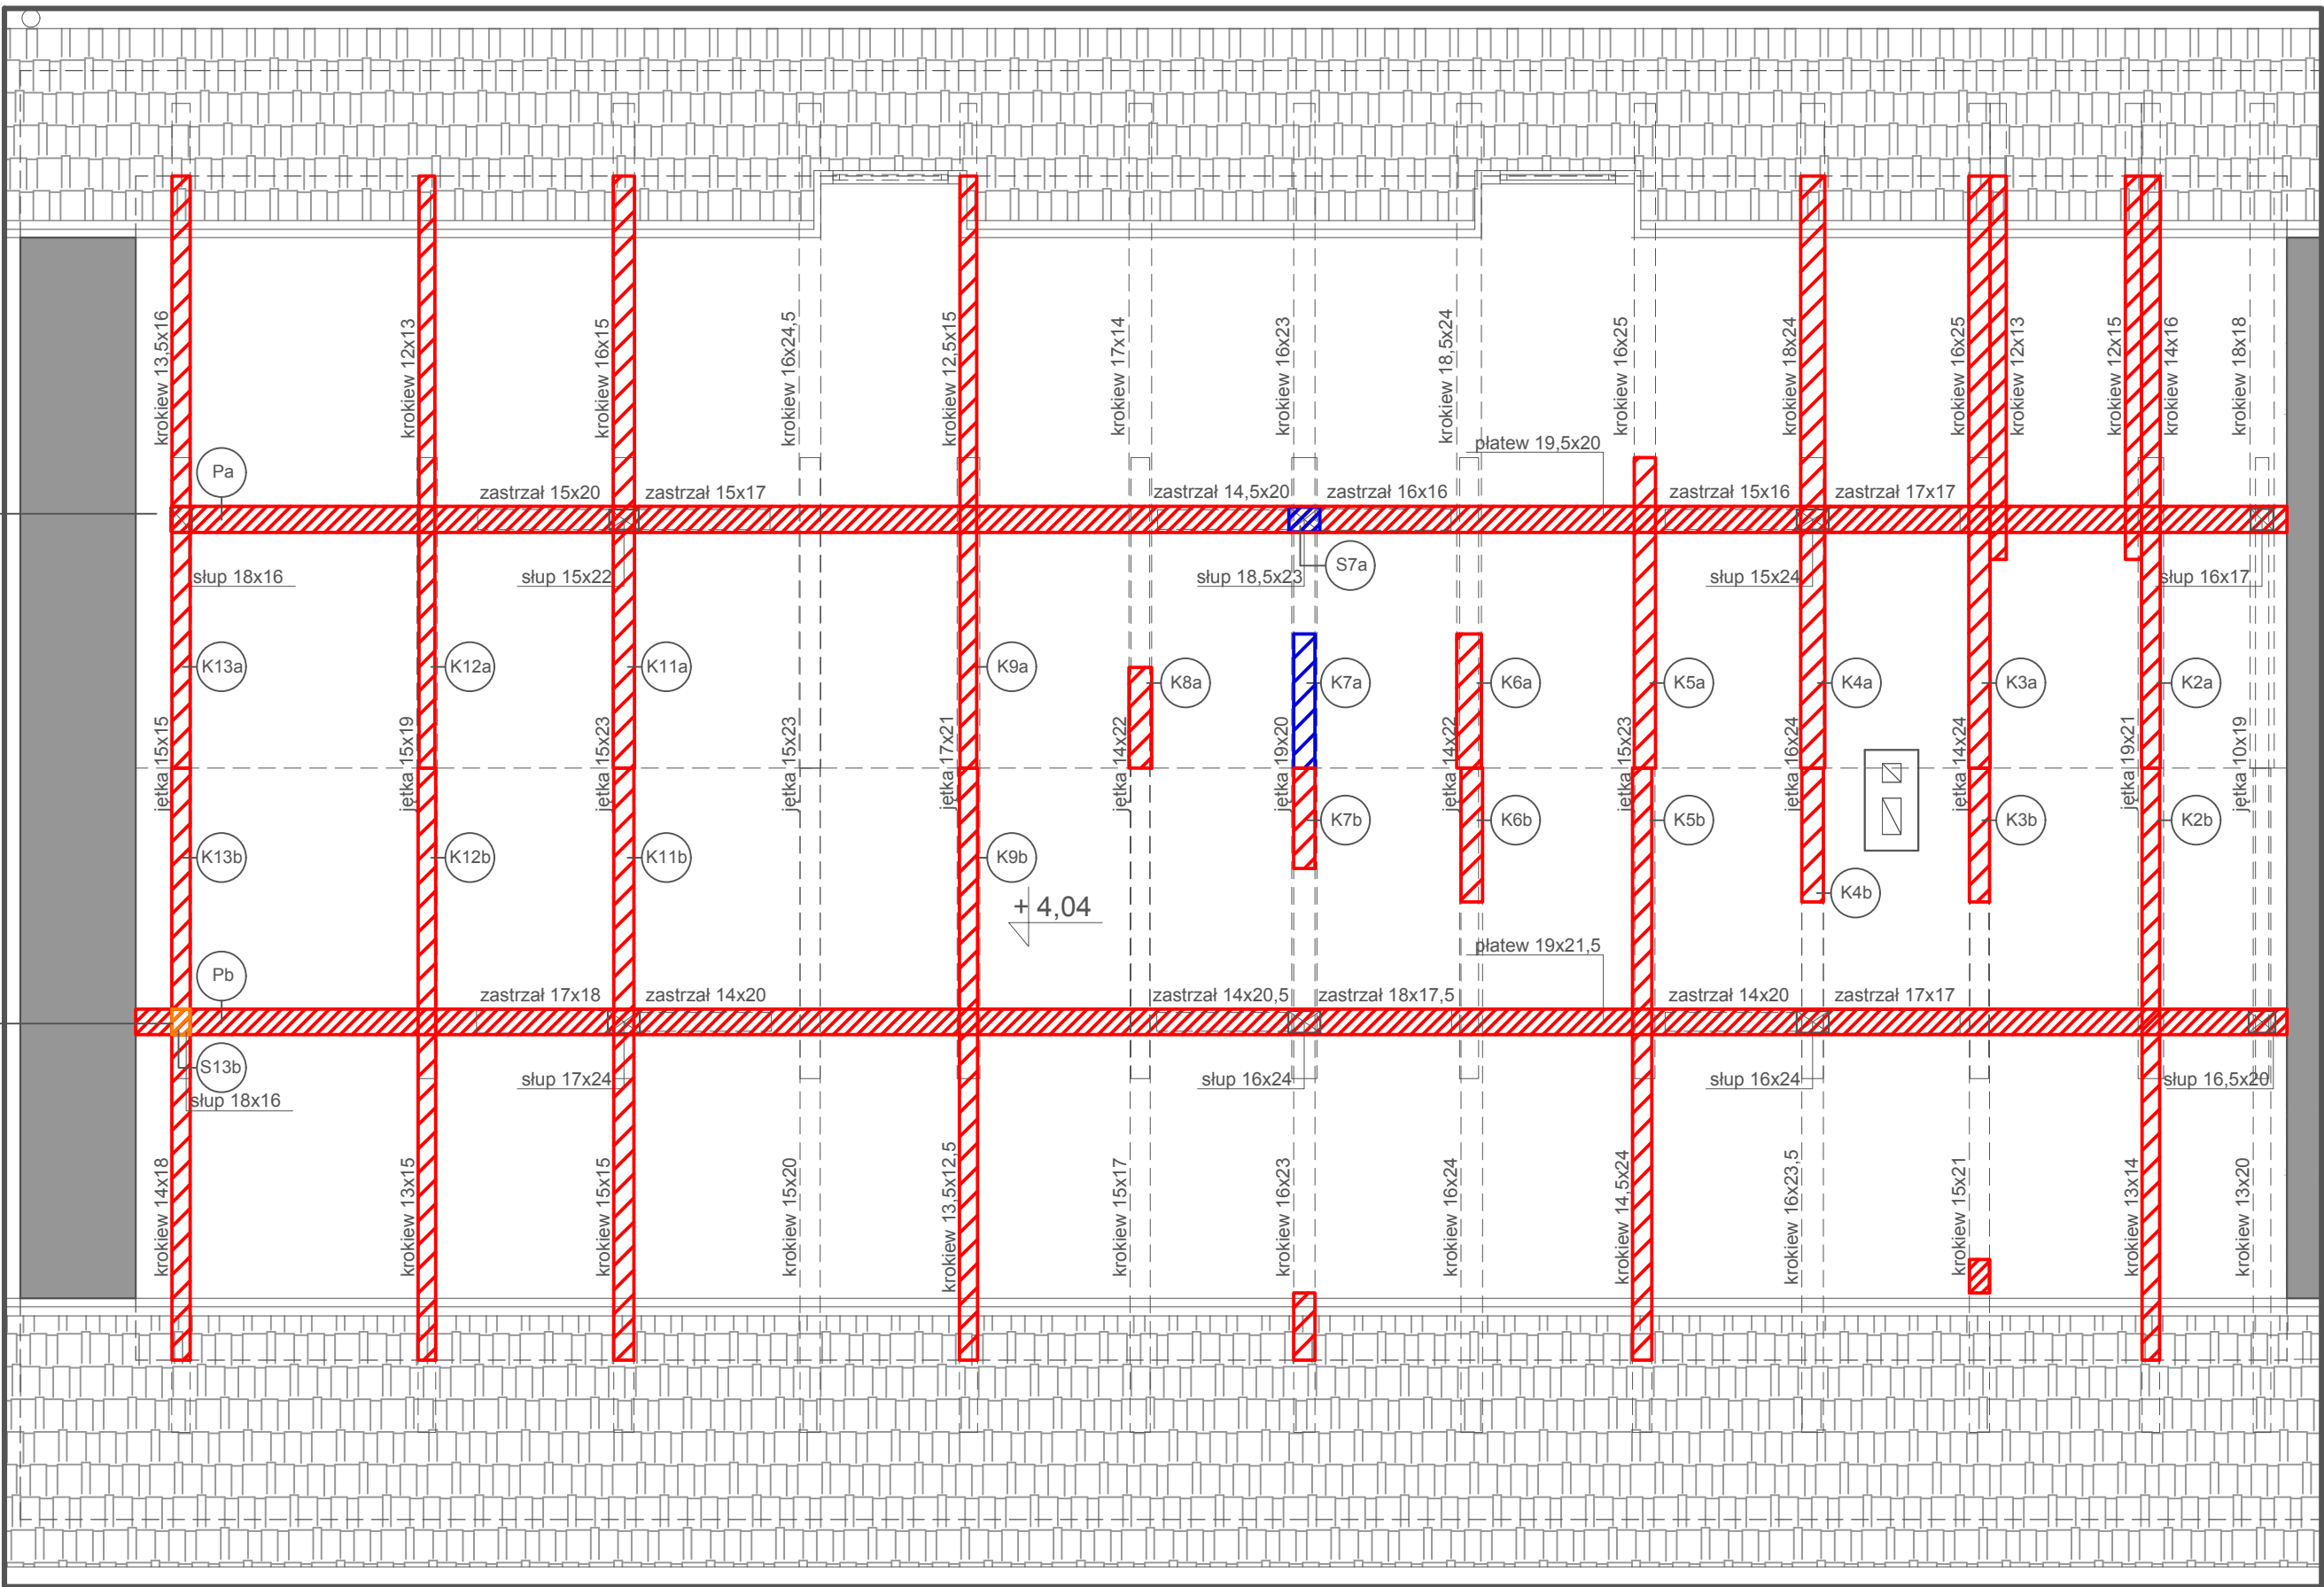 krokiew 13,5x16
krokiew 12x13
krokiew 16x15
krokiew 16x24,5
krokiew 12,5x15
krokiew 17x14
krokiew 16x23
krokiew 18,5x24
krokiew 16x25
krokiew 18x24
krokiew 16x25
krokiew 12x13
krokiew 12x15
krokiew 14x16
krokiew 18x18
Pa
płatew 19,5x20
zastrzał 15x20
zastrzał 15x17
zastrzał 14,5x20
zastrzał 16x16
zastrzał 15x16
zastrzał 17x17
słup 18x16
słup 15x22
słup 18,5x23
S7a
słup 15x24
słup 16x17
K13a
K12a
K11a
K9a
K8a
K7a
K6a
K5a
K4a
K3a
K2a
jętka 15x15
jętka 15x19
jętka 15x23
jętka 15x23
jętka 17x21
jętka 14x22
jętka 19x20
jętka 14x22
jętka 15x23
jętka 16x24
jętka 14x24
jętka 19x21
jętka 10x19
K13b
K12b
K11b
K9b
K7b
K6b
K5b
K4b
K3b
K2b
+ 4,04
Pb
płatew 19x21,5
zastrzał 17x18
zastrzał 14x20
zastrzał 14x20,5
zastrzał 18x17,5
zastrzał 14x20
zastrzał 17x17
S13b
słup 18x16
słup 17x24
słup 16x24
słup 16x24
słup 16,5x20
krokiew 14x18
krokiew 13x15
krokiew 15x15
krokiew 15x20
krokiew 13,5x12,5
krokiew 15x17
krokiew 16x23
krokiew 16x24
krokiew 14,5x24
krokiew 16x23,5
krokiew 15x21
krokiew 13x14
krokiew 13x20